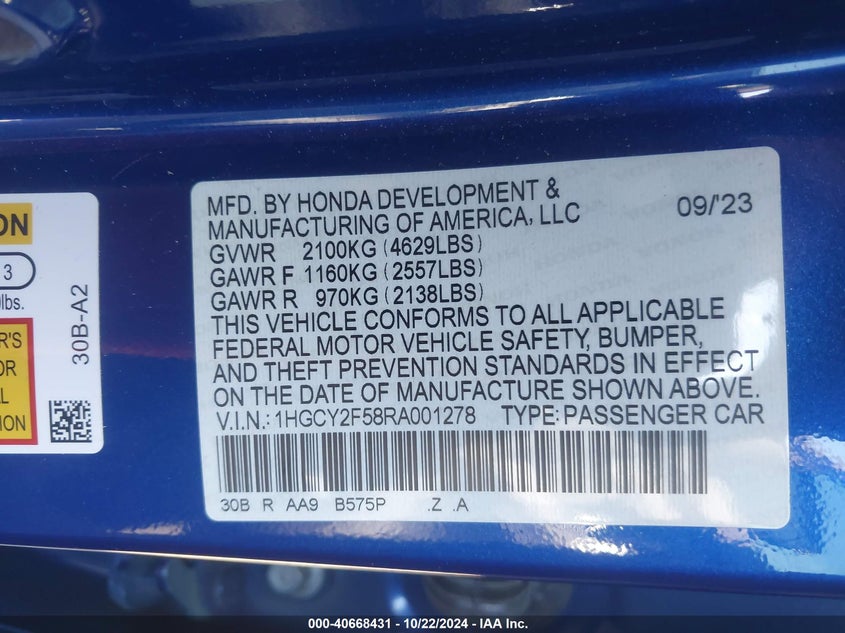 MFD. BY HONDA DEVELOPMENT &
MANUFACTURING OF AMERICA, LLC 09/'23
GVWR 2100KG (4629LBS)
GAWR F 1160KG (2557LBS)
GAWR R 970KG (2138LBS)
THIS VEHICLE CONFORMS TO ALL APPLICABLE
FEDERAL MOTOR VEHICLE SAFETY, BUMPER,
AND THEFT PREVENTION STANDARDS IN EFFECT
ON THE DATE OF MANUFACTURE SHOWN ABOVE.
V.I.N.: 1HGCY2F58RA001278 TYPE: PASSENGER CAR
30B R AA9 B575P .Z .A
ON
3
lbs.
R'S
OR
AL
ION
30B-A2
000-40668431 - 10/22/2024 - IAA Inc.